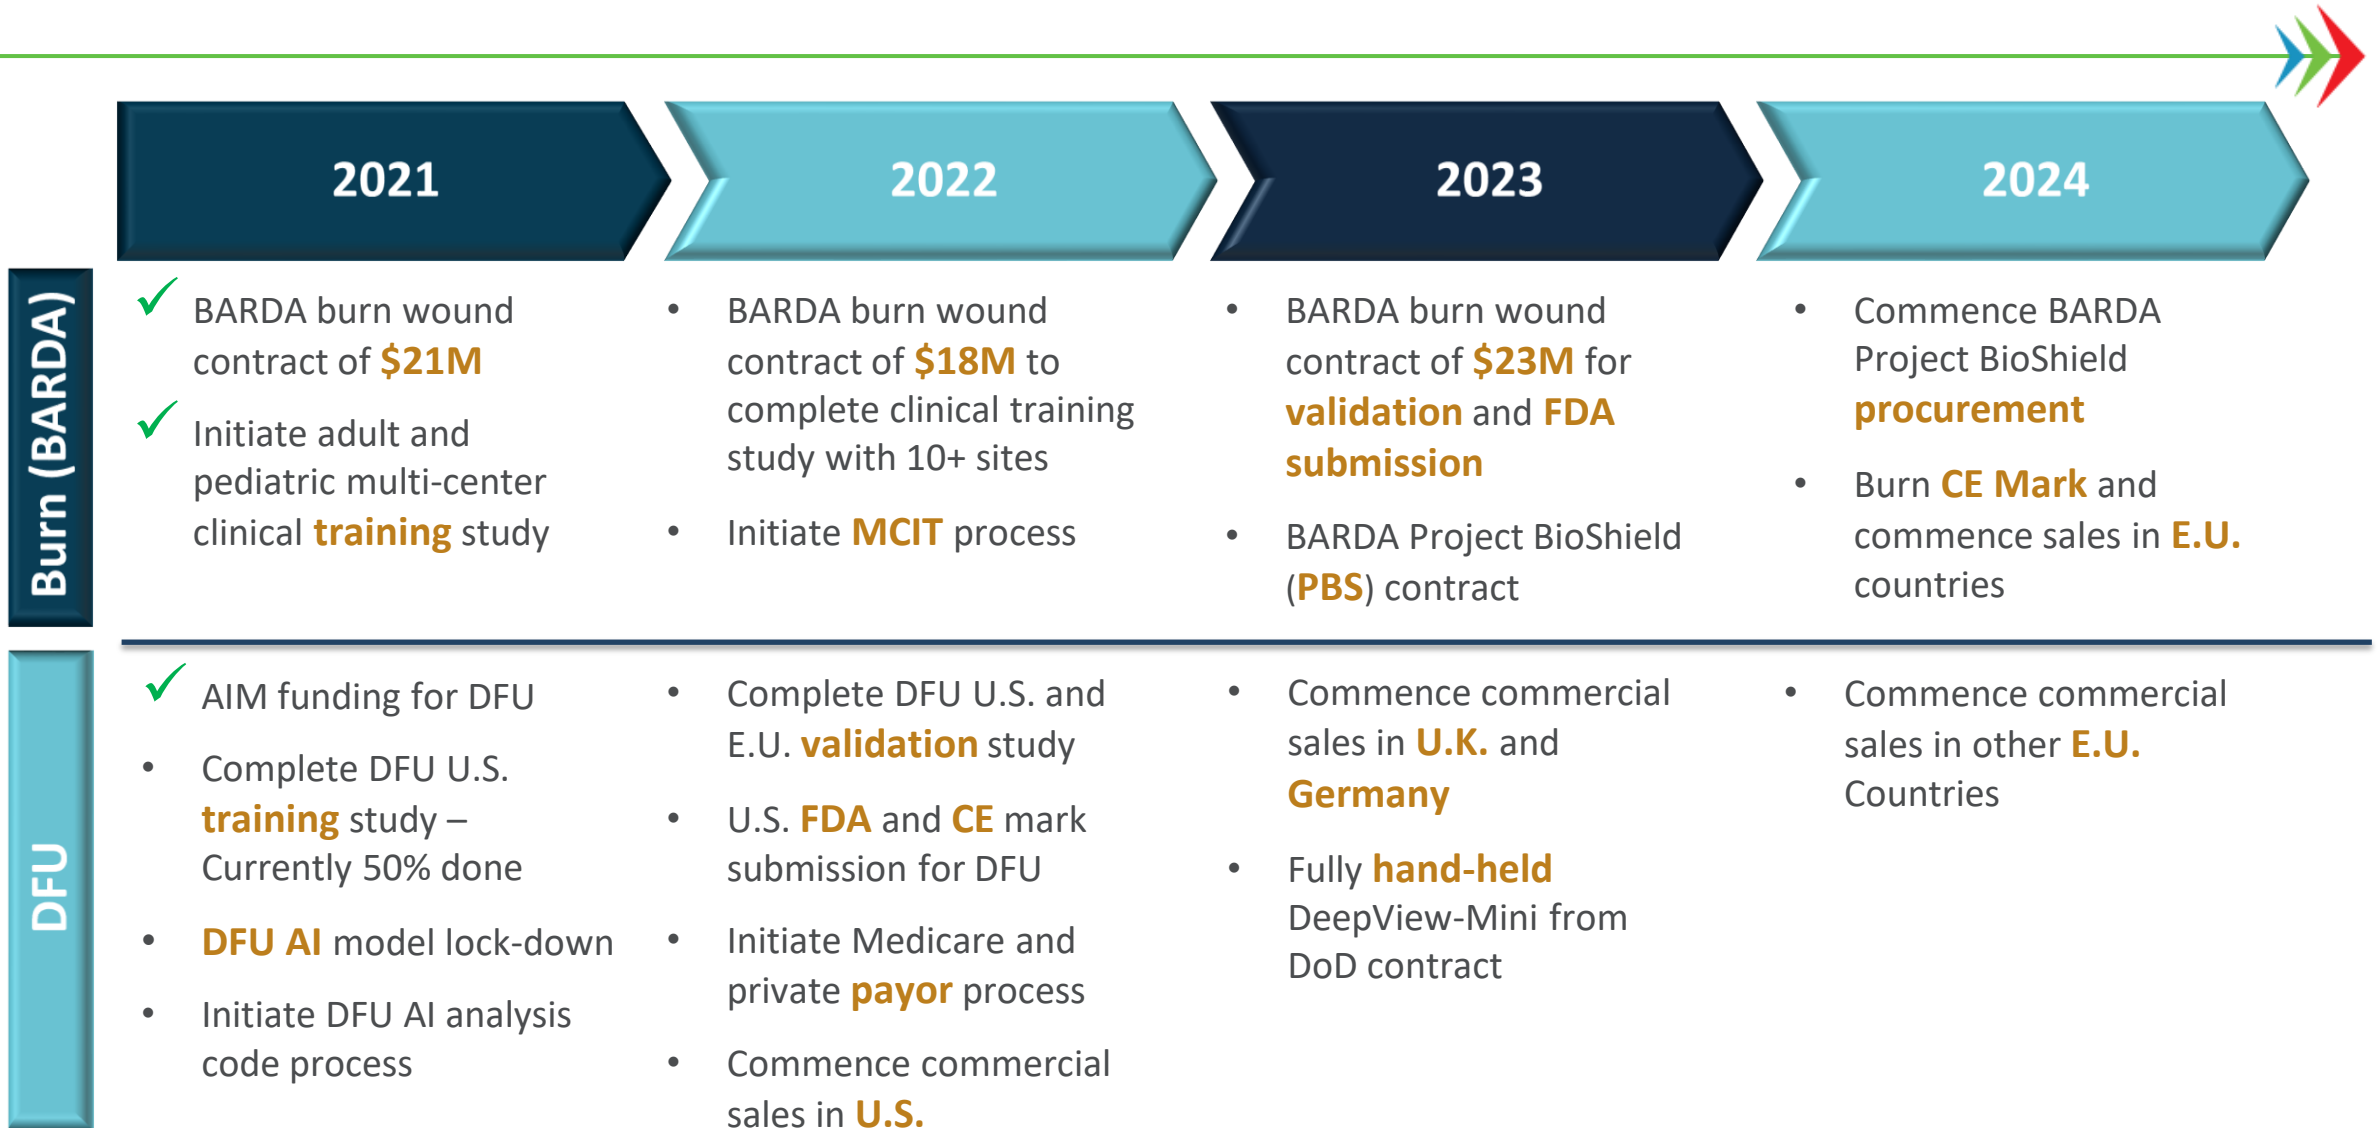 2021
2022
2023
2024
Burn (BARDA)
BARDA burn wound
contract of $21M
Initiate adult and
pediatric multi-center
clinical training study
• BARDA burn wound
contract of $18M to
complete clinical training
study with 10+ sites
• Initiate MCIT process
• BARDA burn wound
contract of $23M for
validation and FDA
submission
• BARDA Project BioShield
(PBS) contract
• Commence BARDA
Project BioShield
procurement
• Burn CE Mark and
commence sales in E.U.
countries
DFU
AIM funding for DFU
• Complete DFU U.S.
training study –
Currently 50% done
• DFU AI model lock-down
• Initiate DFU AI analysis
code process
• Complete DFU U.S. and
E.U. validation study
• U.S. FDA and CE mark
submission for DFU
• Initiate Medicare and
private payor process
• Commence commercial
sales in U.S.
• Commence commercial
sales in U.K. and
Germany
• Fully hand-held
DeepView-Mini from
DoD contract
• Commence commercial
sales in other E.U.
Countries